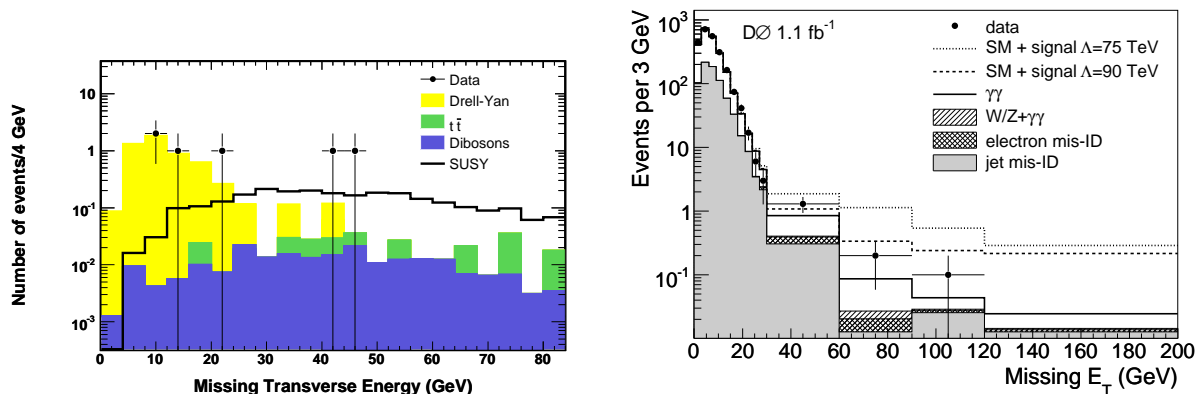 Number of events/4 GeV
10
1
10^-1
10^-2
10^-3
Data
Drell-Yan
tt̄
Dibosons
SUSY
0 10 20 30 40 50 60 70 80
Missing Transverse Energy (GeV)
Events per 3 GeV
10^3
10^2
10
1
10^-1
DØ 1.1 fb^-1
data
SM + signal Λ=75 TeV
SM + signal Λ=90 TeV
γγ
W/Z+γγ
electron mis-ID
jet mis-ID
0 20 40 60 80 100 120 140 160 180 200
Missing E_T (GeV)